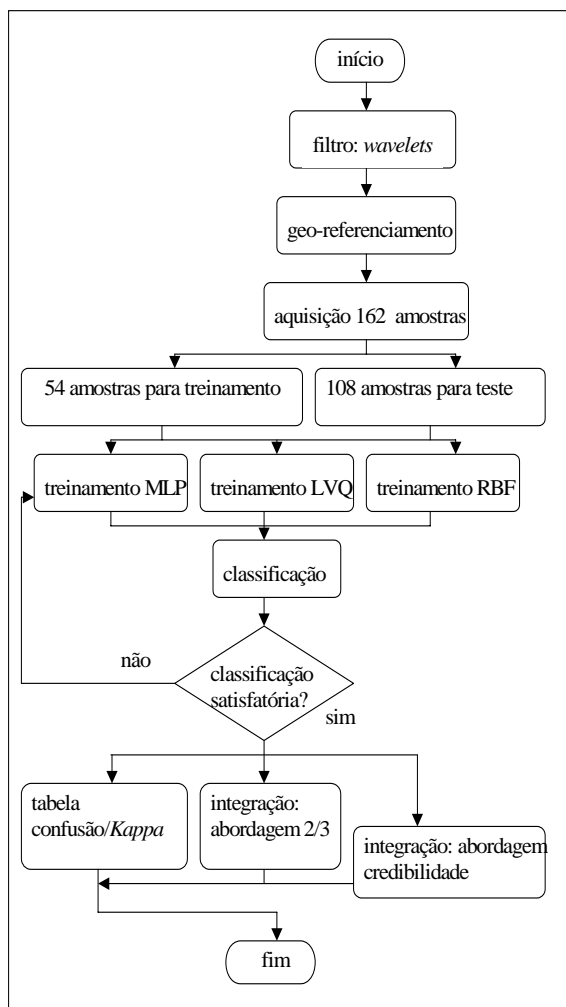 início
filtro: wavelets
geo-referenciamento
aquisição 162 amostras
54 amostras para treinamento
108 amostras para teste
treinamento MLP
treinamento LVQ
treinamento RBF
classificação
não
classificação
satisfatória?
sim
tabela
confusão/Kappa
integração:
abordagem 2/3
integração: abordagem
credibilidade
fim